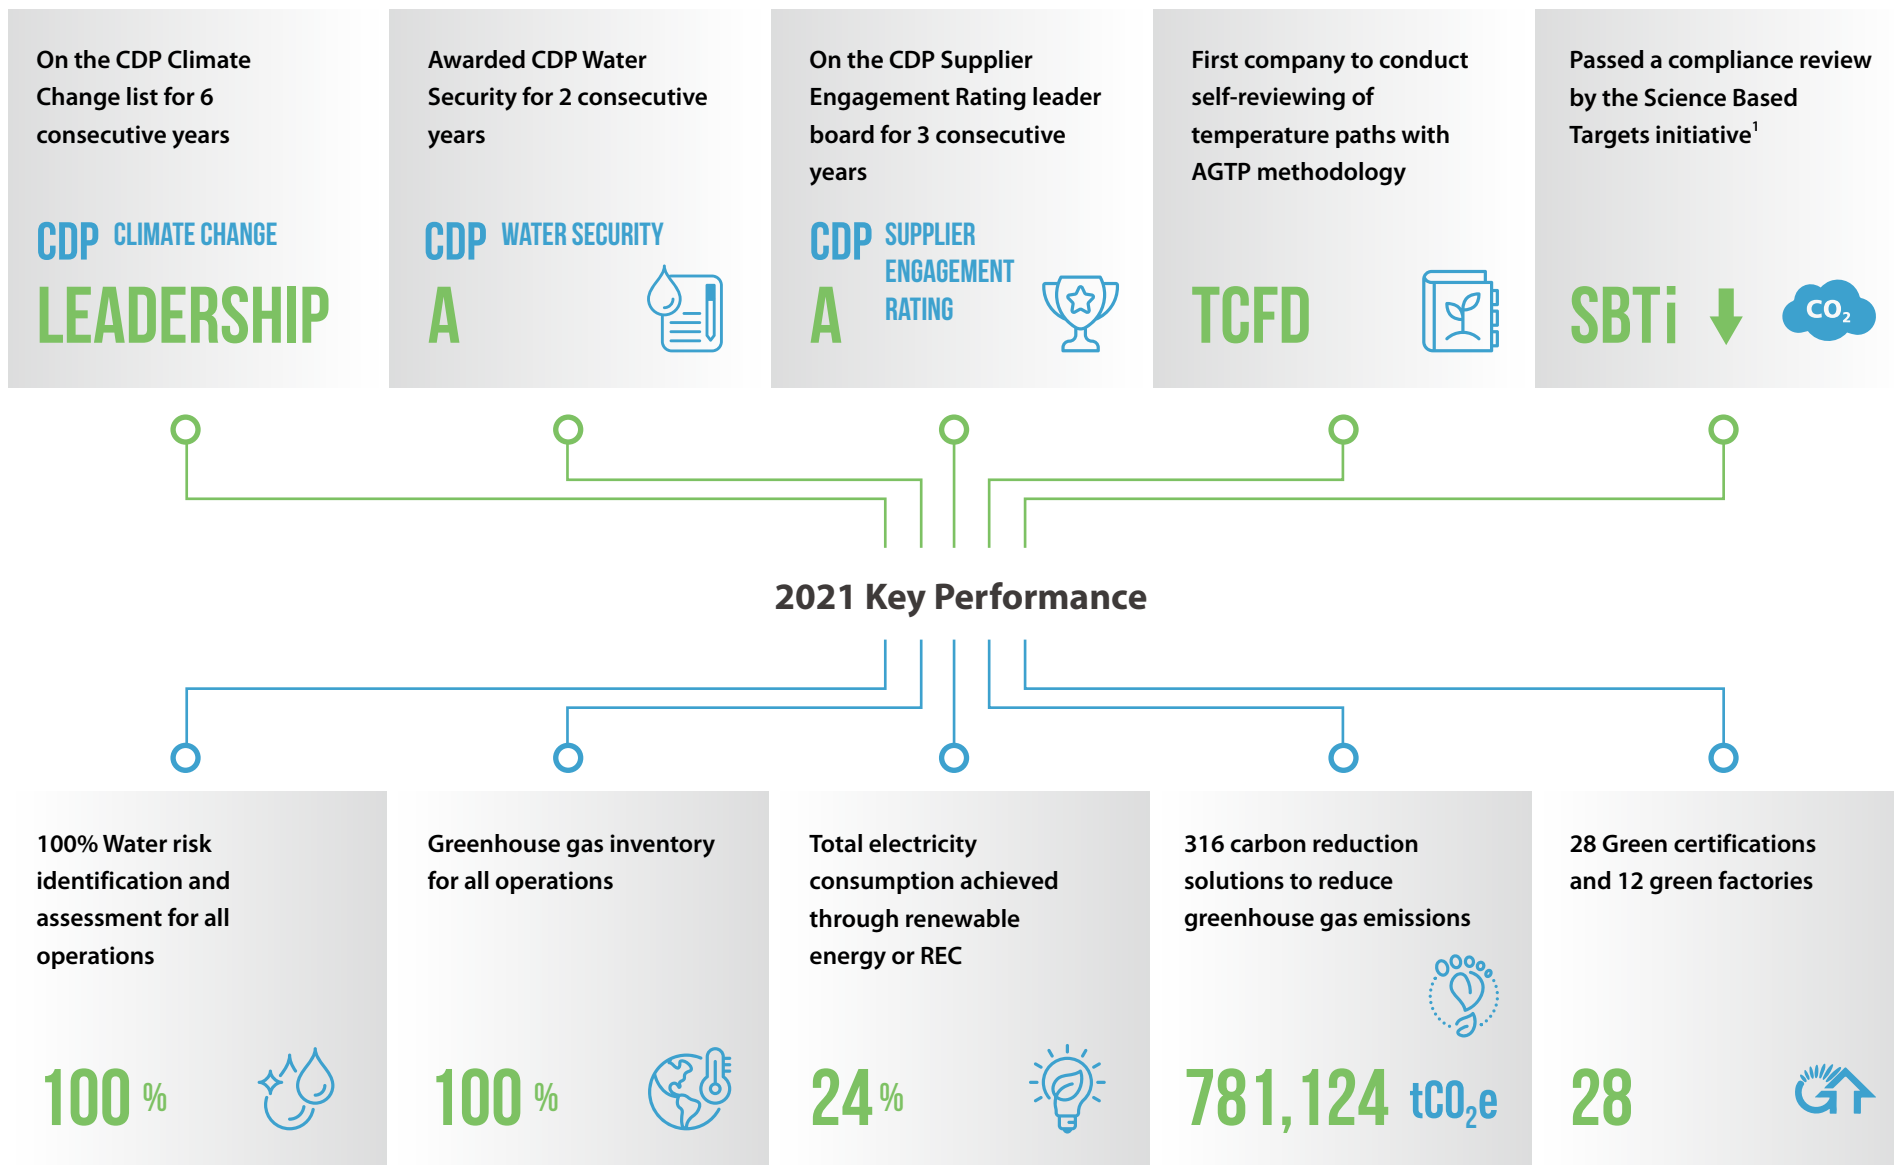 On the CDP Climate
Change list for 6
consecutive years
CDP CLIMATE CHANGE
LEADERSHIP
Awarded CDP Water
Security for 2 consecutive
years
CDP WATER SECURITY
A
On the CDP Supplier
Engagement Rating leader
board for 3 consecutive
years
CDP SUPPLIER
ENGAGEMENT
RATING
A
First company to conduct
self-reviewing of
temperature paths with
AGTP methodology
TCFD
Passed a compliance review
by the Science Based
Targets initiative¹
SBTi
CO₂
2021 Key Performance
100% Water risk
identification and
assessment for all
operations
100 %
Greenhouse gas inventory
for all operations
100 %
Total electricity
consumption achieved
through renewable
energy or REC
24 %
316 carbon reduction
solutions to reduce
greenhouse gas emissions
781,124 tCO₂e
28 Green certifications
and 12 green factories
28